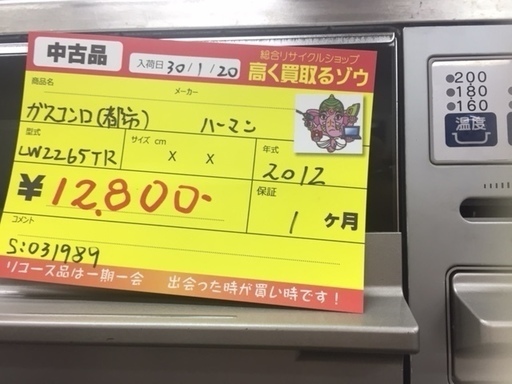 中古品
入荷日 30/1/20
総合リサイクルショップ
高く買取るゾウ
商品名
メーカー
ガスコンロ(都市)
ハーマン
型式
サイズ cm
年式
LW2265TR
X X
2012
¥12,800-
保証
1 ヶ月
コメント
S:031989
リユース品は一期一会 出会った時が買い時です!
200
180
160
温度